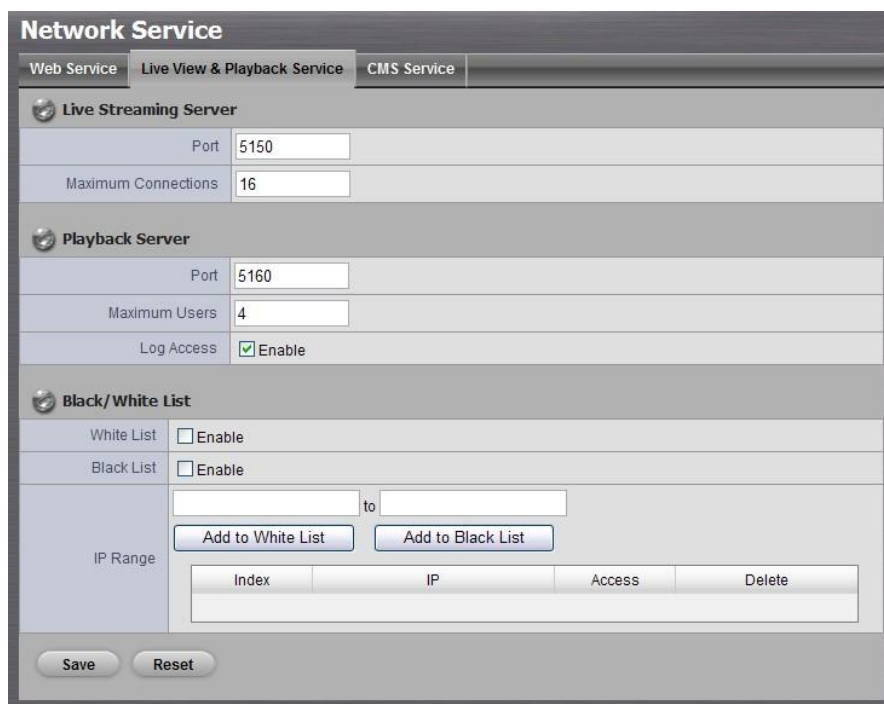 Network Service
Web Service Live View & Playback Service CMS Service
Live Streaming Server
Port 5150
Maximum Connections 16
Playback Server
Port 5160
Maximum Users 4
Log Access Enable
Black/White List
White List Enable
Black List Enable
IP Range to
Add to White List Add to Black List
Index IP Access Delete
Save Reset